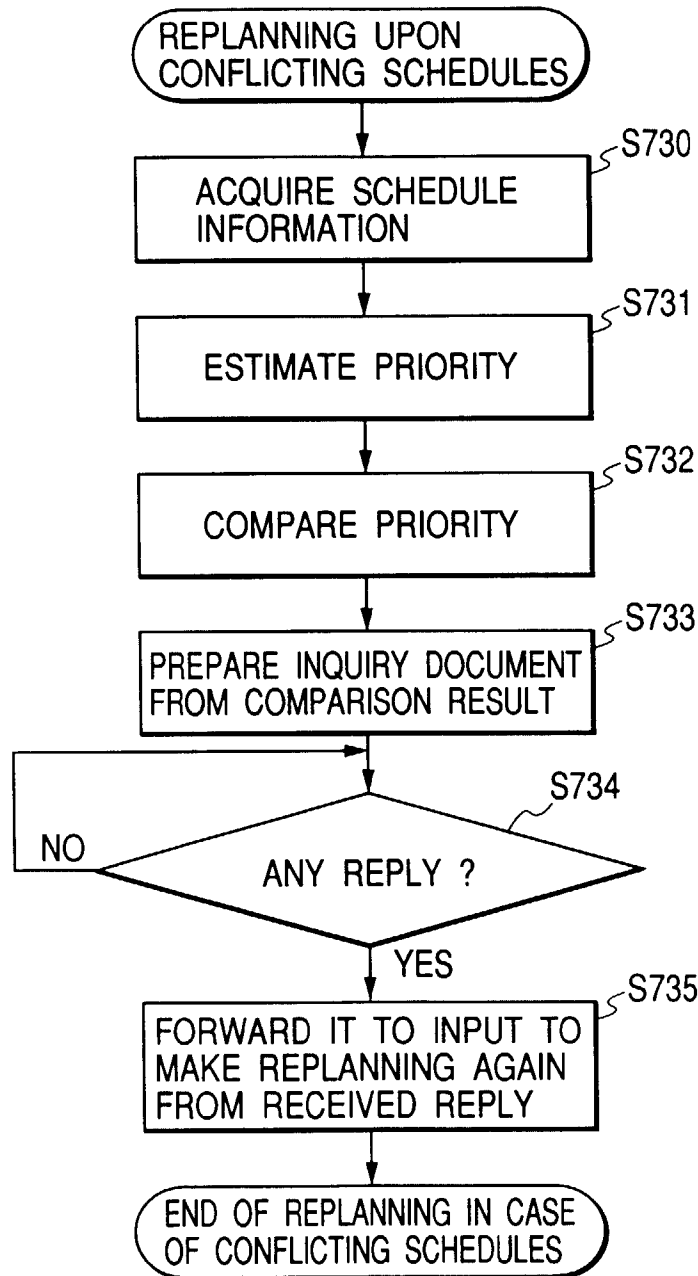 REPLANNING UPON
CONFLICTING SCHEDULES
S730
ACQUIRE SCHEDULE
INFORMATION
S731
ESTIMATE PRIORITY
S732
COMPARE PRIORITY
S733
PREPARE INQUIRY DOCUMENT
FROM COMPARISON RESULT
S734
NO
ANY REPLY ?
YES
S735
FORWARD IT TO INPUT TO
MAKE REPLANNING AGAIN
FROM RECEIVED REPLY
END OF REPLANNING IN CASE
OF CONFLICTING SCHEDULES